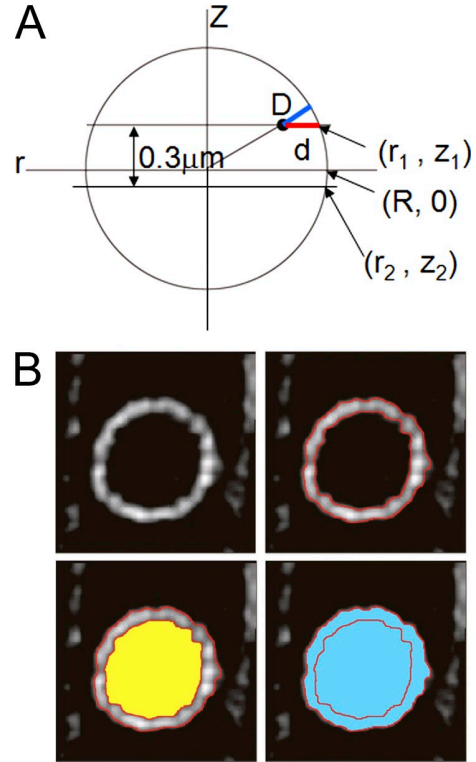 A
Z
D
0.3µm
d
r
(r₁ , z₁)
(R, 0)
(r₂ , z₂)
B